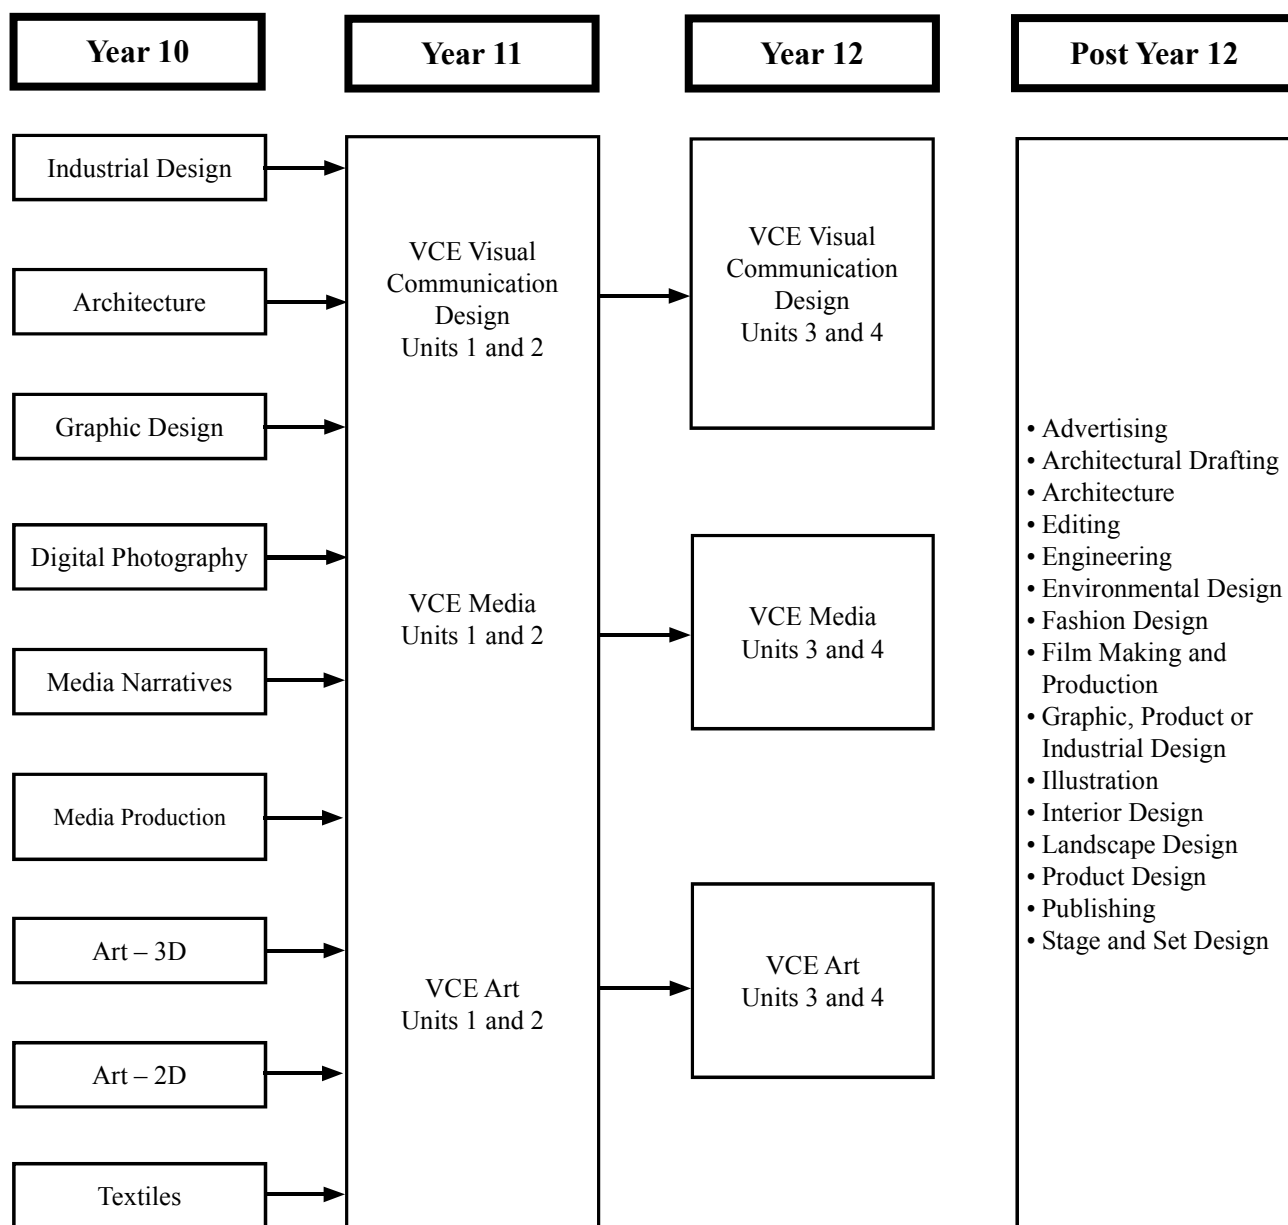 Year 10
Year 11
Year 12
Post Year 12
Industrial Design
Architecture
Graphic Design
Digital Photography
Media Narratives
Media Production
Art – 3D
Art – 2D
Textiles
VCE Visual
Communication
Design
Units 1 and 2
VCE Media
Units 1 and 2
VCE Art
Units 1 and 2
VCE Visual
Communication
Design
Units 3 and 4
VCE Media
Units 3 and 4
VCE Art
Units 3 and 4
• Advertising
• Architectural Drafting
• Architecture
• Editing
• Engineering
• Environmental Design
• Fashion Design
• Film Making and
Production
• Graphic, Product or
Industrial Design
• Illustration
• Interior Design
• Landscape Design
• Product Design
• Publishing
• Stage and Set Design